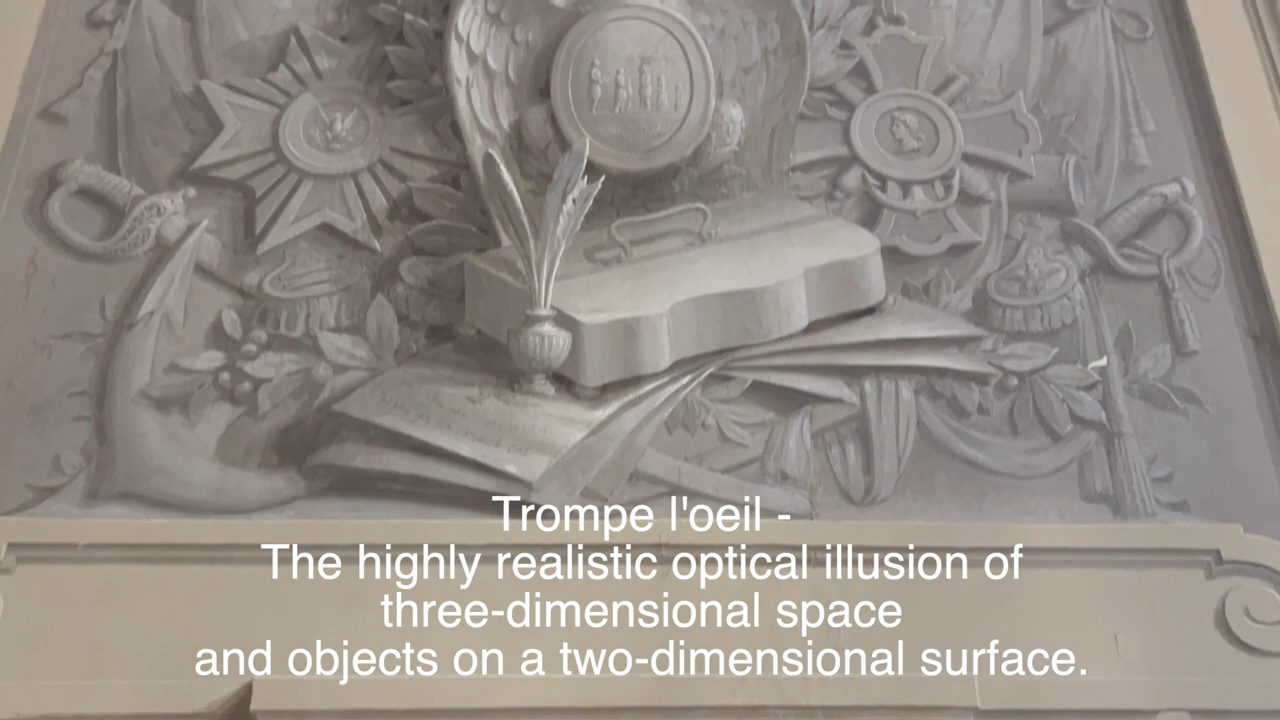 Trompe l'oeil -
The highly realistic optical illusion of
three-dimensional space
and objects on a two-dimensional surface.